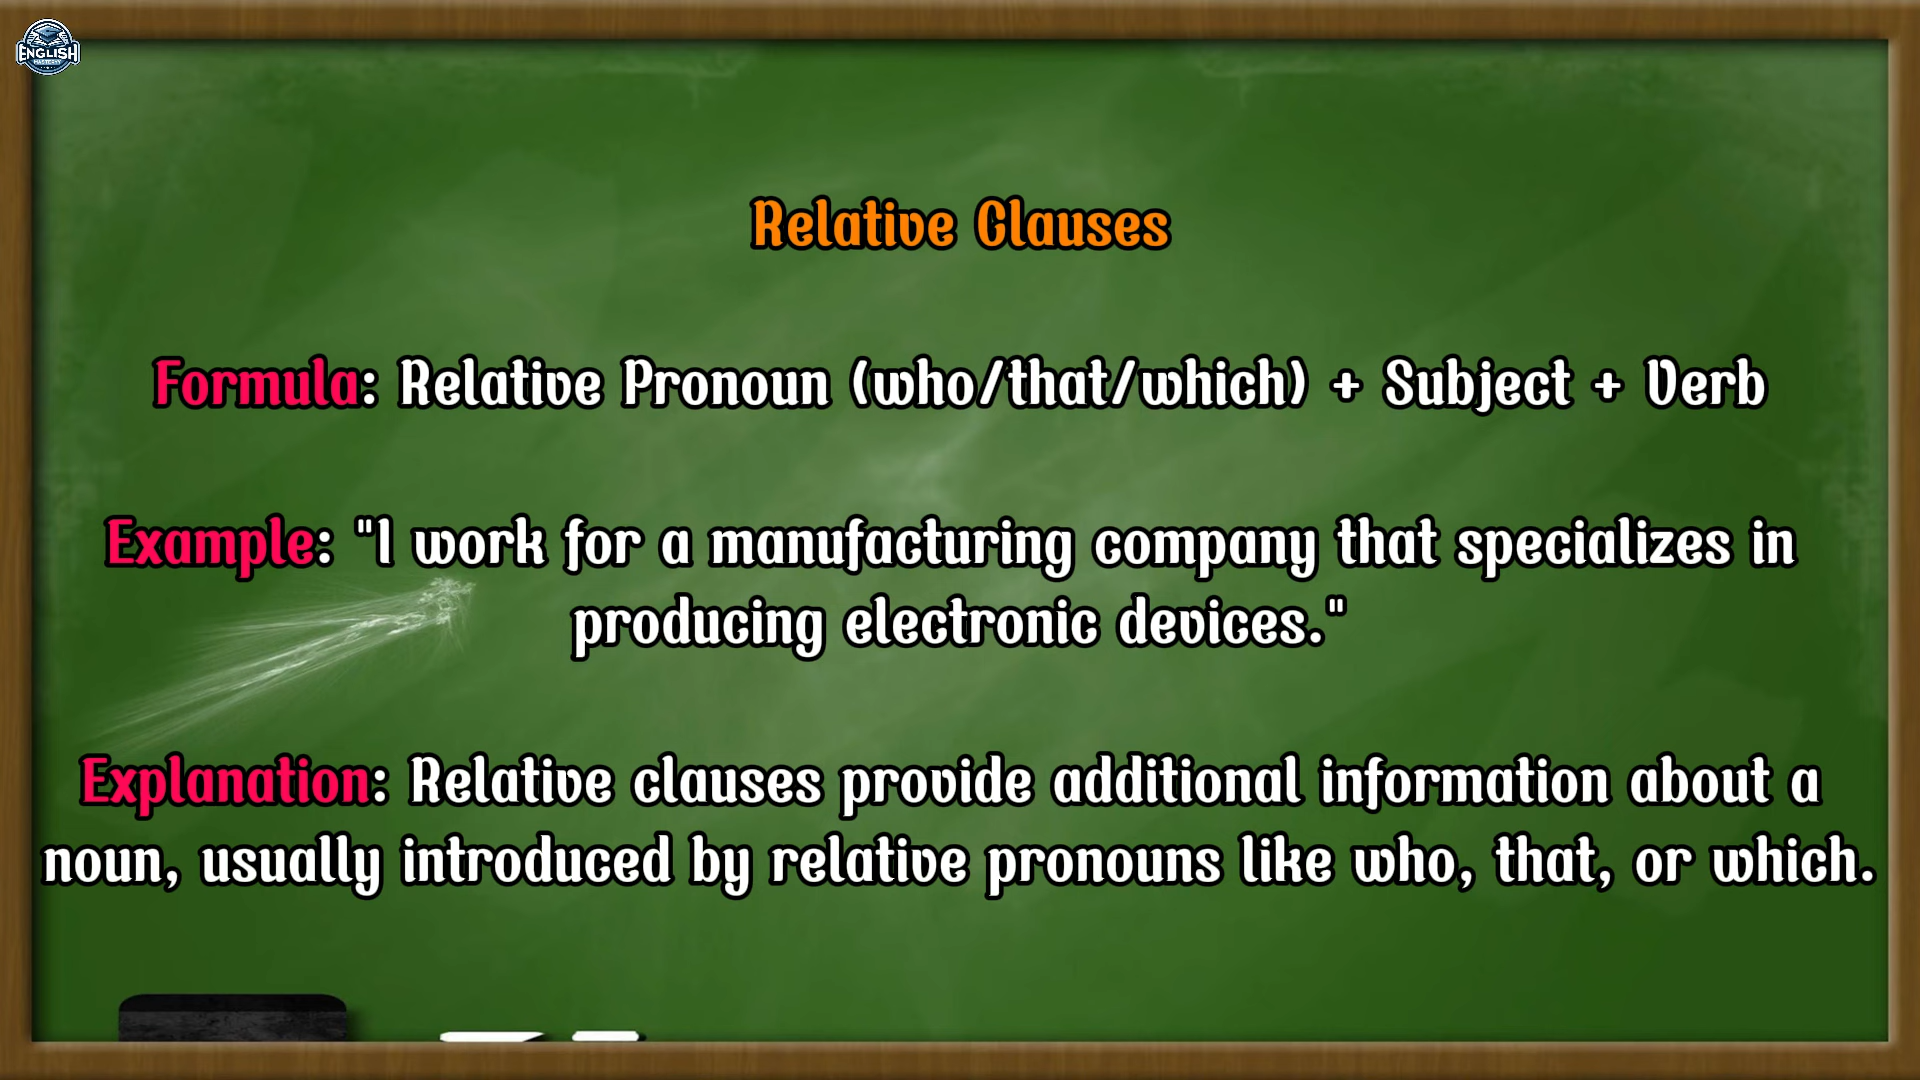 ENGLISH
MASTERY
Relative Clauses
Formula: Relative Pronoun (who/that/which) + Subject + Verb
Example: "I work for a manufacturing company that specializes in
producing electronic devices."
Explanation: Relative clauses provide additional information about a
noun, usually introduced by relative pronouns like who, that, or which.